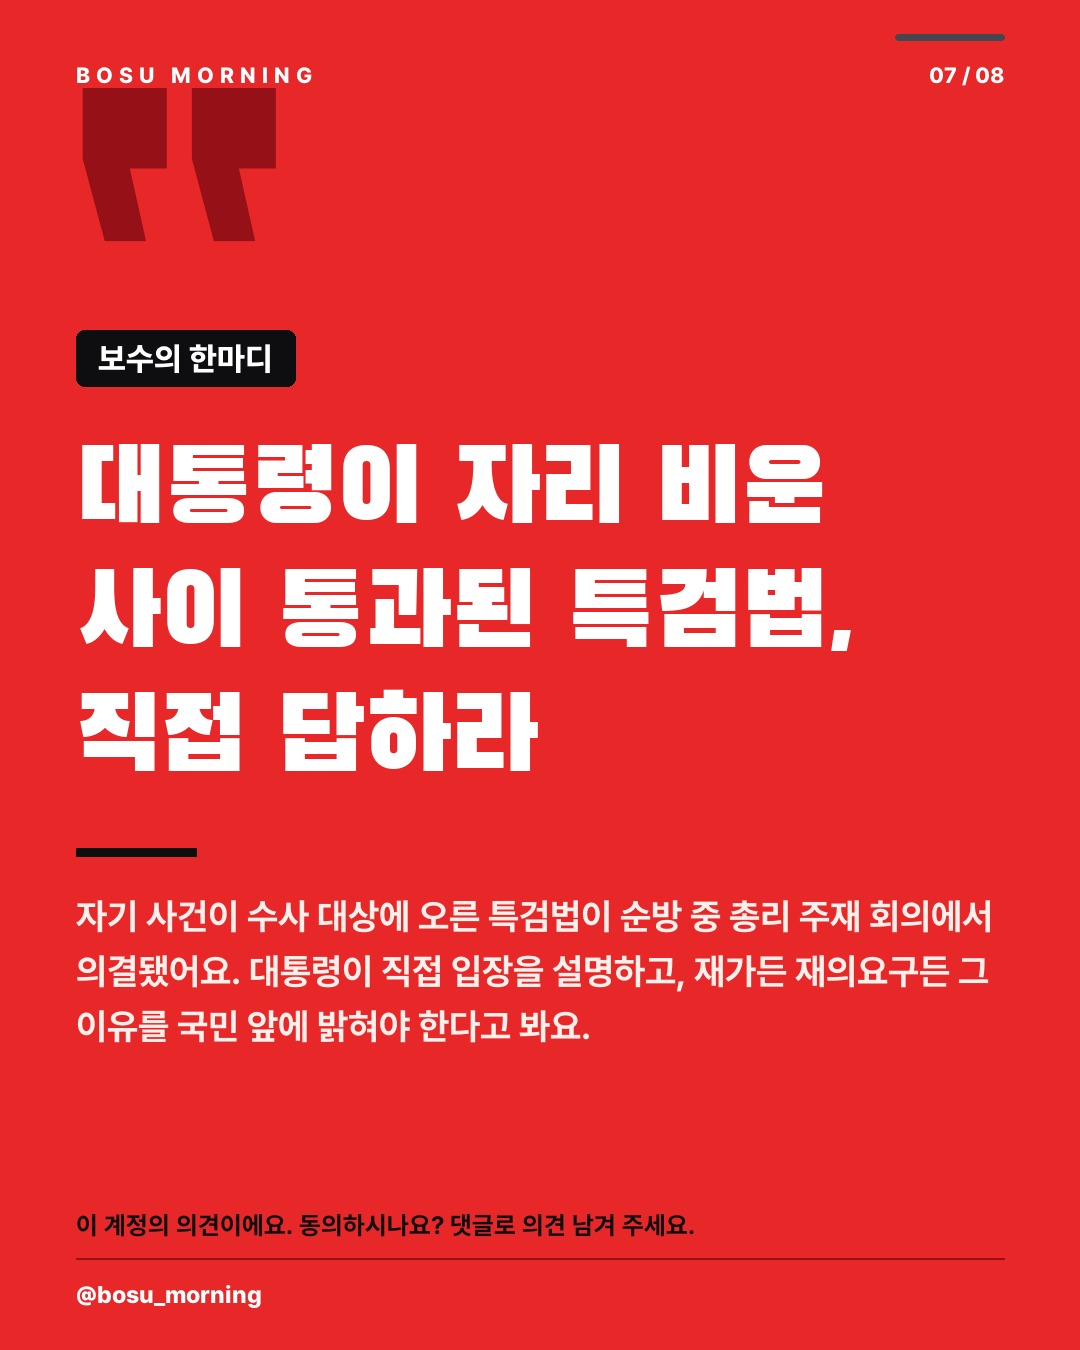 BOSU MORNING
07 / 08
보수의 한마디
대통령이 자리 비운
사이 통과된 특검법,
직접 답하라
자기 사건이 수사 대상에 오른 특검법이 순방 중 총리 주재 회의에서
의결됐어요. 대통령이 직접 입장을 설명하고, 재가든 재의요구든 그
이유를 국민 앞에 밝혀야 한다고 봐요.
이 계정의 의견이에요. 동의하시나요? 댓글로 의견 남겨 주세요.
@bosu_morning